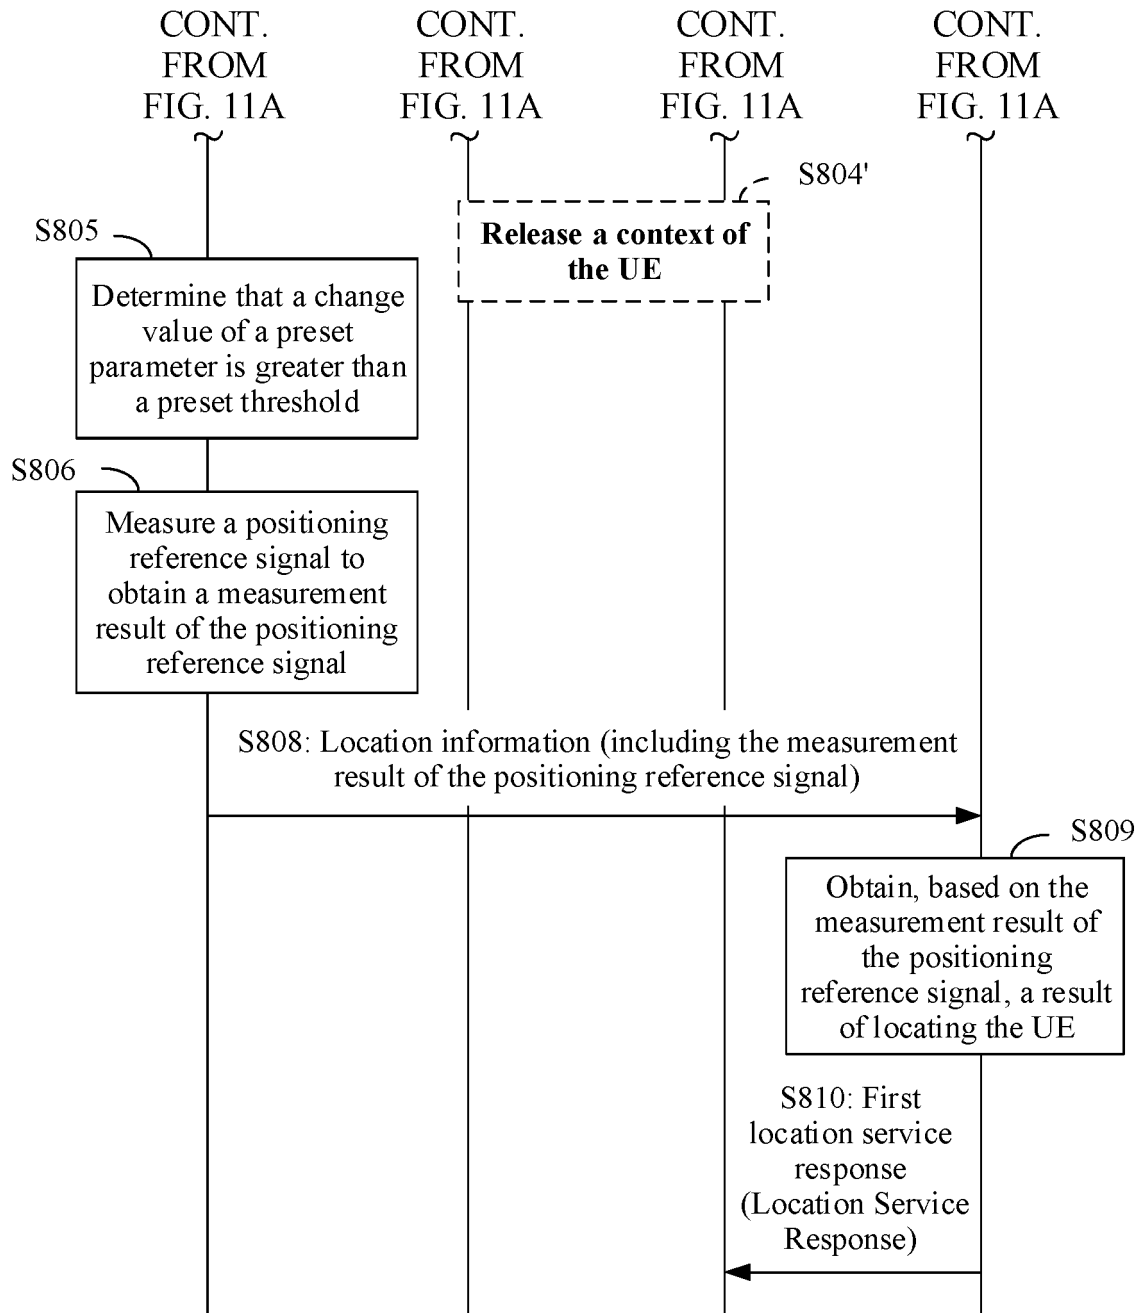 CONT.
FROM
FIG. 11A
CONT.
FROM
FIG. 11A
CONT.
FROM
FIG. 11A
CONT.
FROM
FIG. 11A
S804'
Release a context of
the UE
S805
Determine that a change
value of a preset
parameter is greater than
a preset threshold
S806
Measure a positioning
reference signal to
obtain a measurement
result of the positioning
reference signal
S808: Location information (including the measurement
result of the positioning reference signal)
S809
Obtain, based on the
measurement result of
the positioning
reference signal, a result
of locating the UE
S810: First
location service
response
(Location Service
Response)